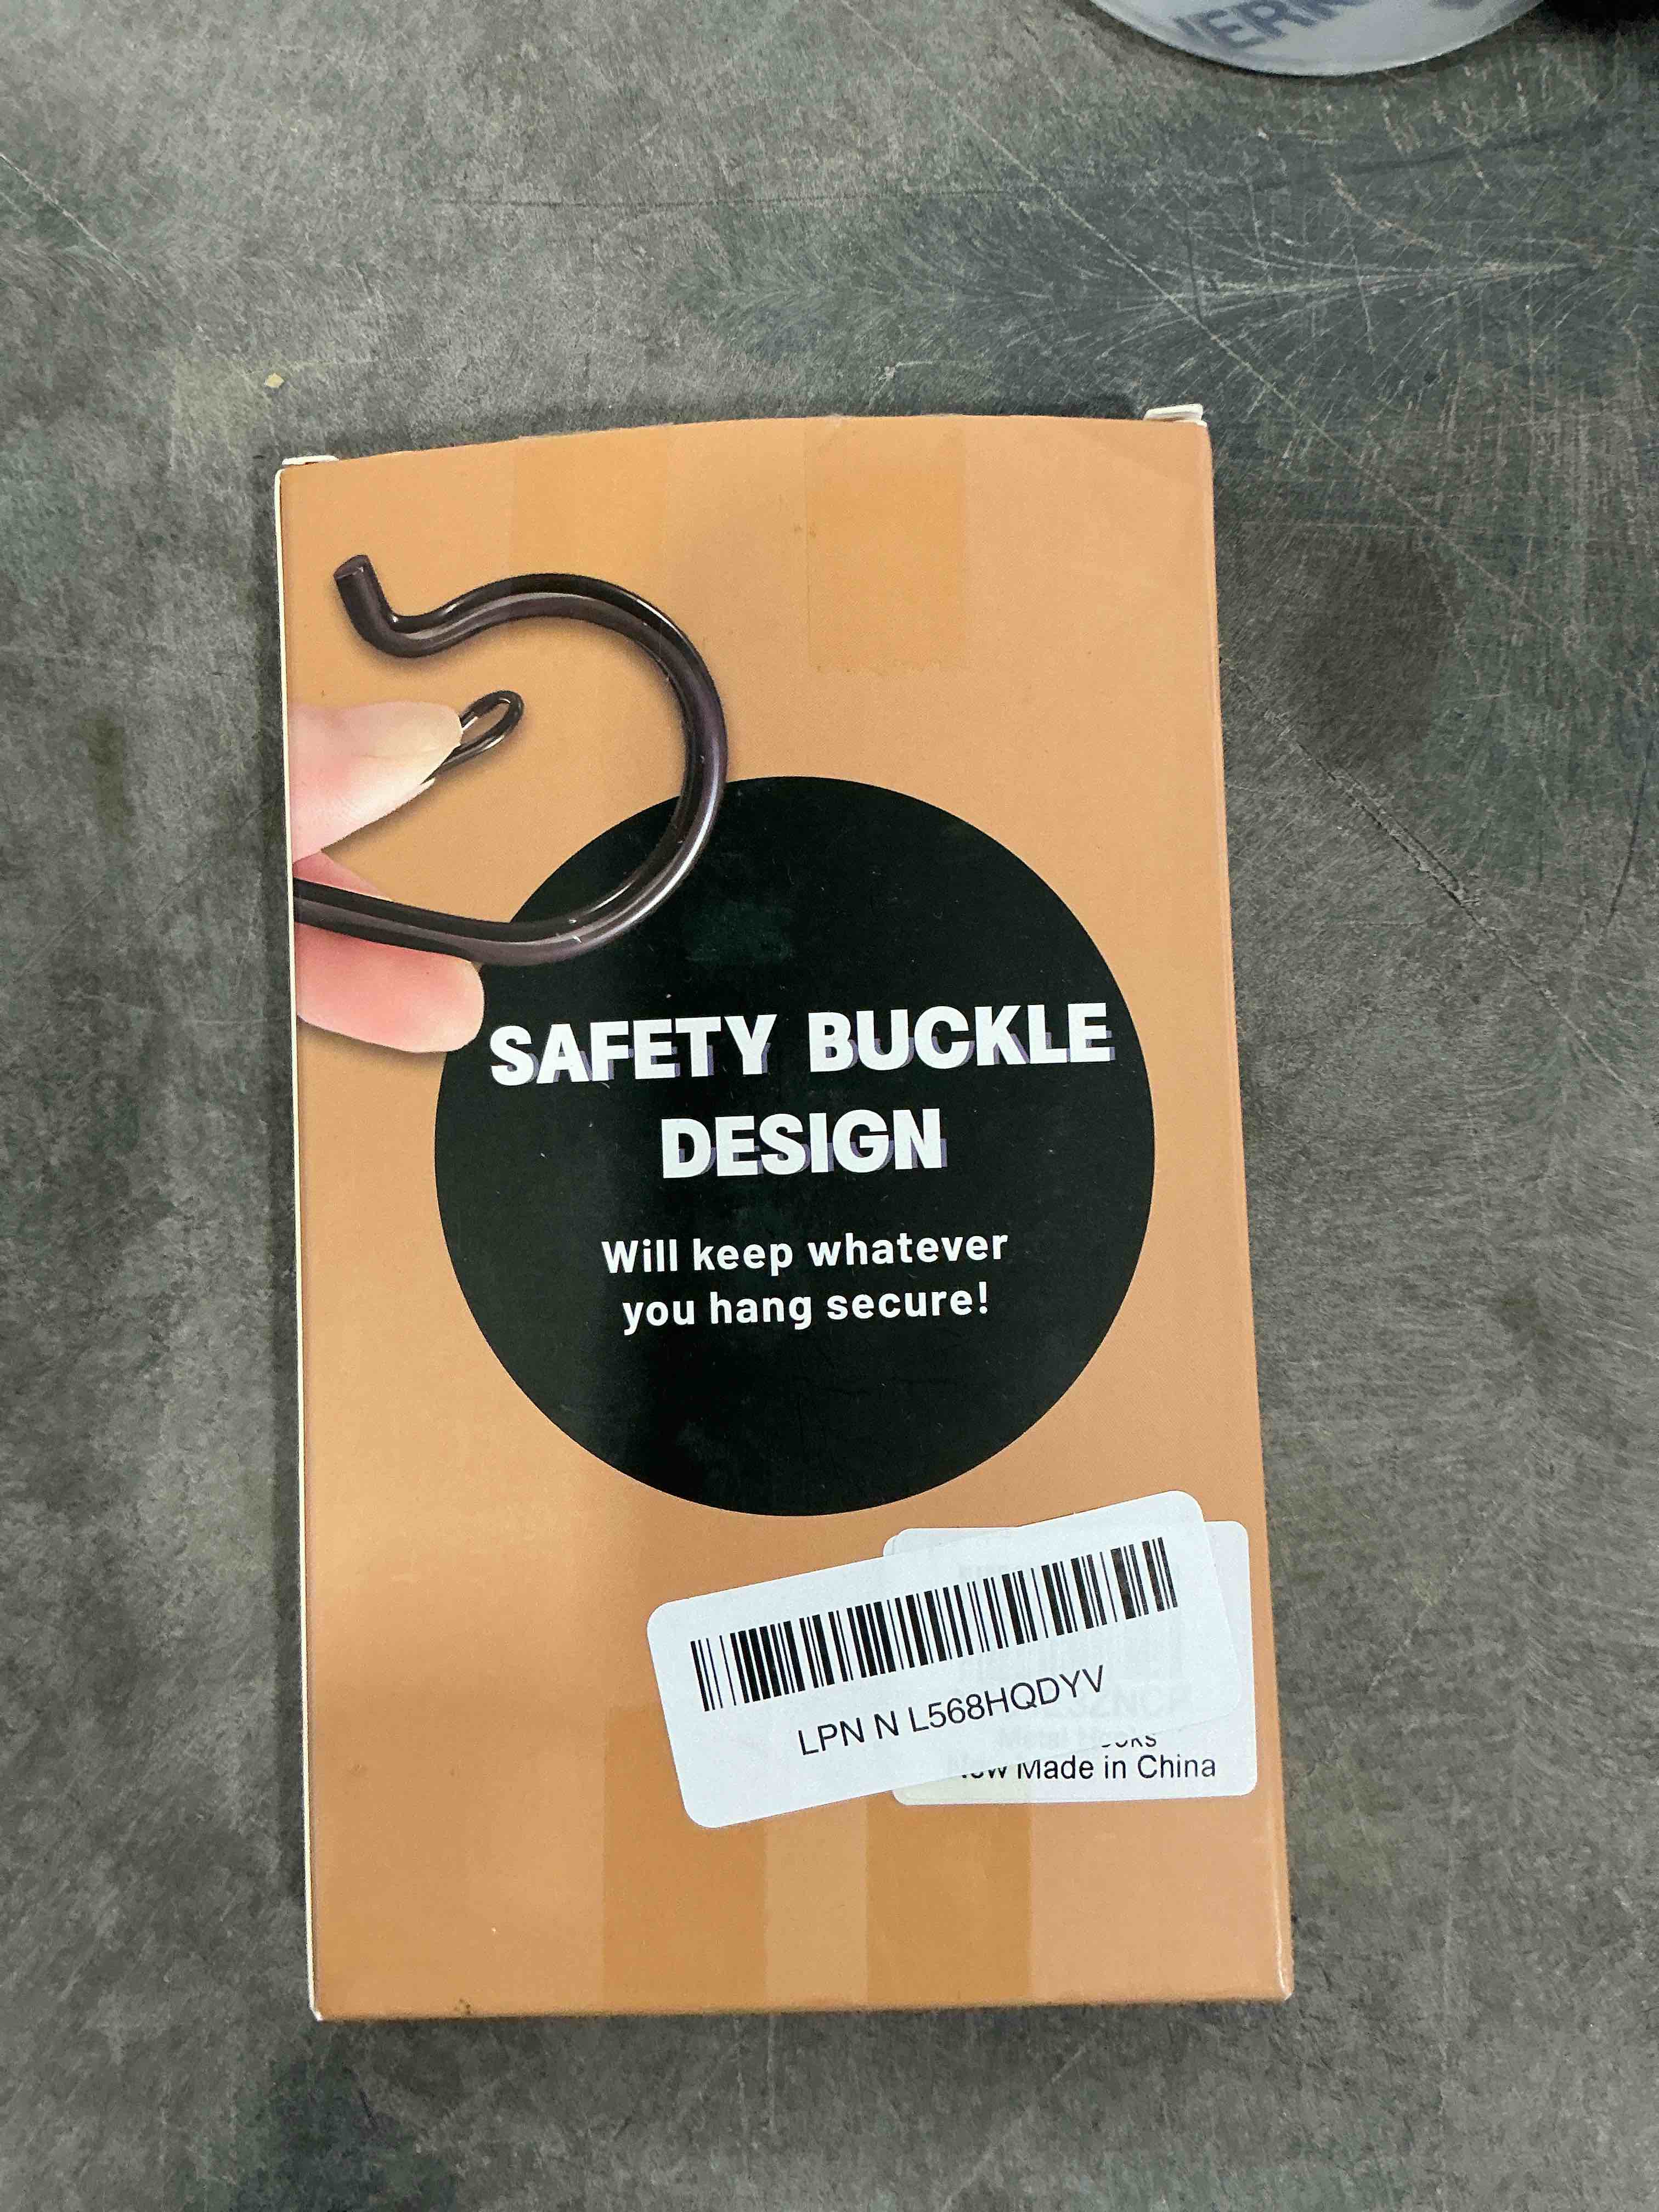 SAFETY BUCKLE
DESIGN
Will keep whatever
you hang secure!
LPN N L568HQDYV
Made in China